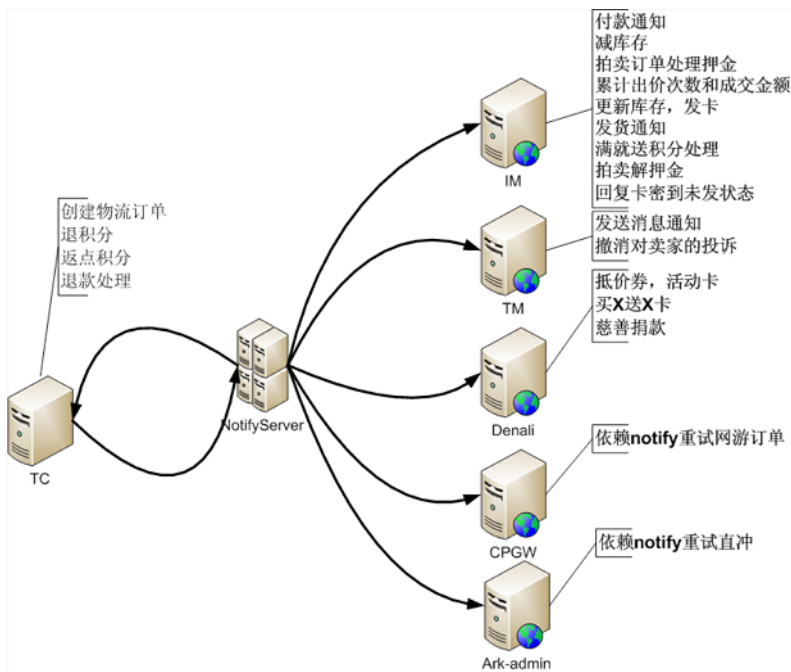 付款通知
减库存
拍卖订单处理押金
累计出价次数和成交金额
更新库存，发卡
发货通知
满就送积分处理
拍卖解押金
回复卡密到未发状态
IM
创建物流订单
退积分
返点积分
退款处理
发送消息通知
撤消对卖家的投诉
TM
抵价券，活动卡
买X送X卡
慈善捐款
NotifyServer
Denali
TC
依赖notify重试网游订单
CPGW
依赖notify重试直冲
Ark-admin